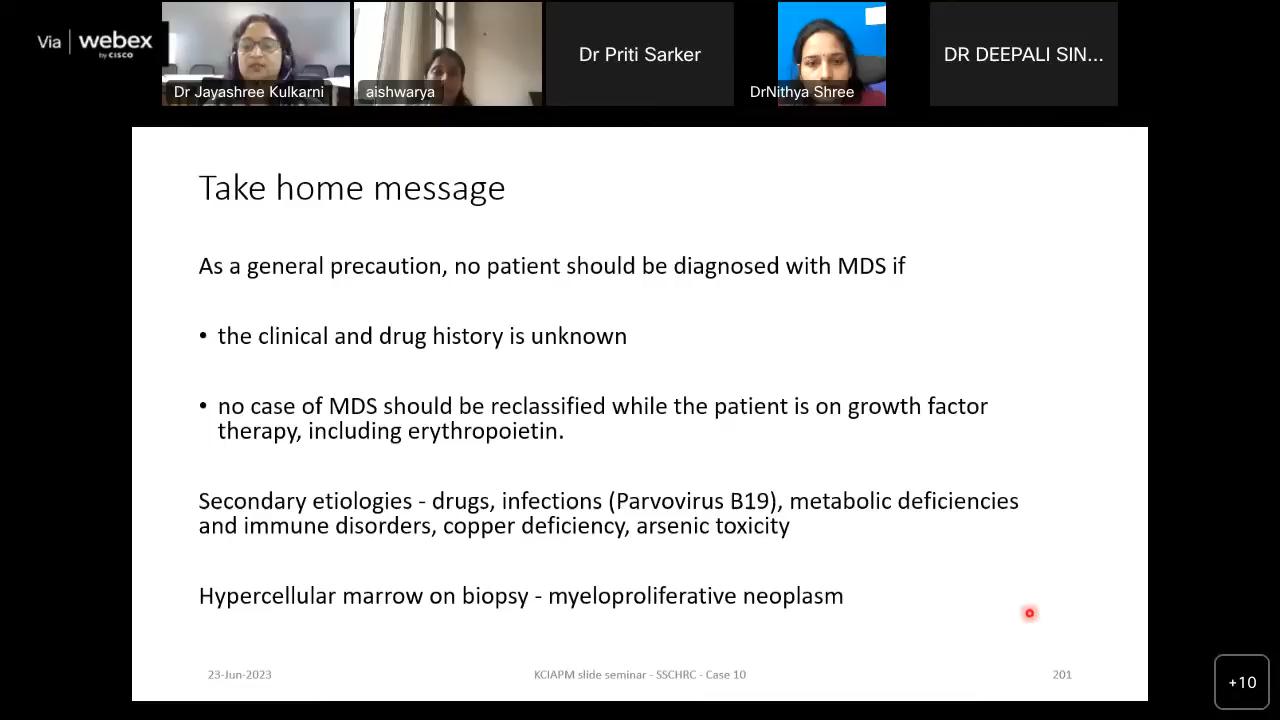 Via webex
by CISCO
Dr Jayashree Kulkarni
aishwarya
Dr Priti Sarker
DrNithya Shree
DR DEEPALI SIN...
Take home message
As a general precaution, no patient should be diagnosed with MDS if
• the clinical and drug history is unknown
• no case of MDS should be reclassified while the patient is on growth factor
therapy, including erythropoietin.
Secondary etiologies - drugs, infections (Parvovirus B19), metabolic deficiencies
and immune disorders, copper deficiency, arsenic toxicity
Hypercellular marrow on biopsy - myeloproliferative neoplasm
23-Jun-2023
KCIAPM slide seminar - SSCHRC - Case 10
201
+10